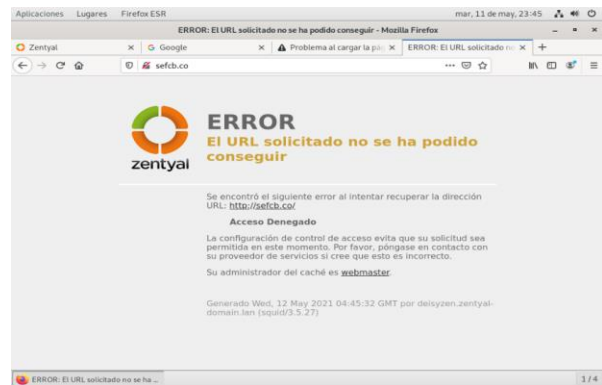 Aplicaciones Lugares Firefox ESR mar, 11 de may, 23:45
ERROR: El URL solicitado no se ha podido conseguir - Mozilla Firefox
Zentyal Google Problema al cargar la pág ERROR: El URL solicitado no
sefcb.co
ERROR
El URL solicitado no se ha podido
conseguir
zentyal
Se encontró el siguiente error al intentar recuperar la dirección
URL: http://sefcb.co/
Acceso Denegado
La configuración de control de acceso evita que su solicitud sea
permitida en este momento. Por favor, póngase en contacto con
su proveedor de servicios si cree que esto es incorrecto.
Su administrador del caché es webmaster.
Generado Wed, 12 May 2021 04:45:32 GMT por deisyzen.zentyal-
domain.lan (squid/3.5.27)
ERROR: El URL solicitado no se ha ... 1 / 4